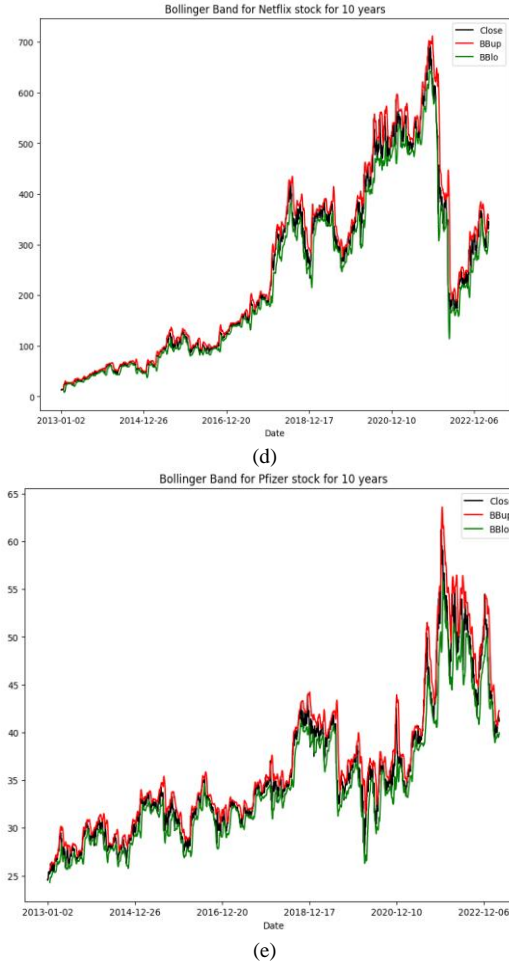 Bollinger Band for Netflix stock for 10 years
Close
BBup
BBlo
700
600
500
400
300
200
100
0
2013-01-02 2014-12-26 2016-12-20 2018-12-17 2020-12-10 2022-12-06
Date
(d)
Bollinger Band for Pfizer stock for 10 years
Close
BBup
BBlo
65
60
55
50
45
40
35
30
25
2013-01-02 2014-12-26 2016-12-20 2018-12-17 2020-12-10 2022-12-06
Date
(e)